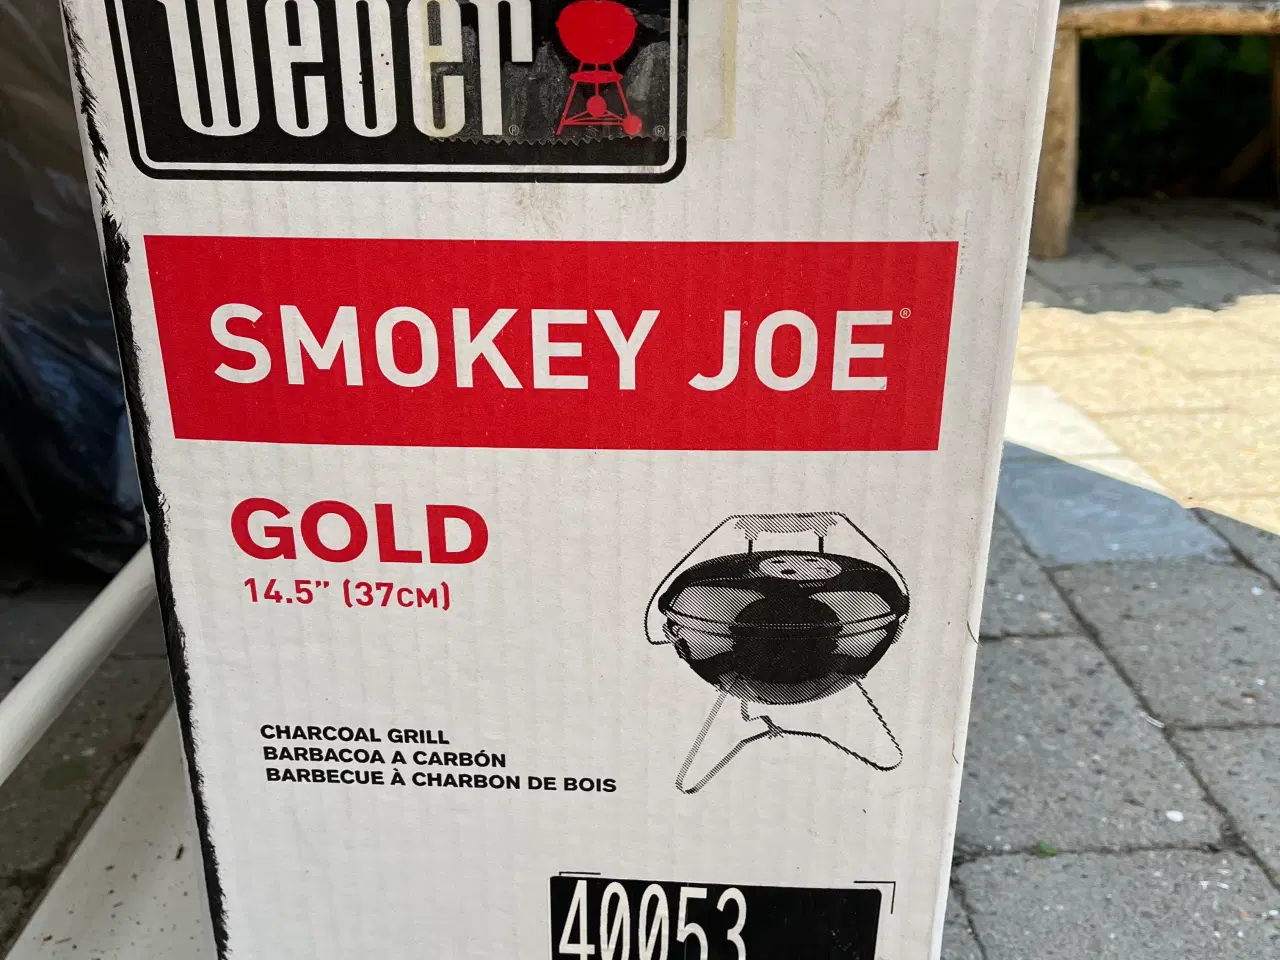 Weber®
SMOKEY JOE®
GOLD
14.5” (37CM)
CHARCOAL GRILL
BARBACOA A CARBÓN
BARBECUE À CHARBON DE BOIS
40053